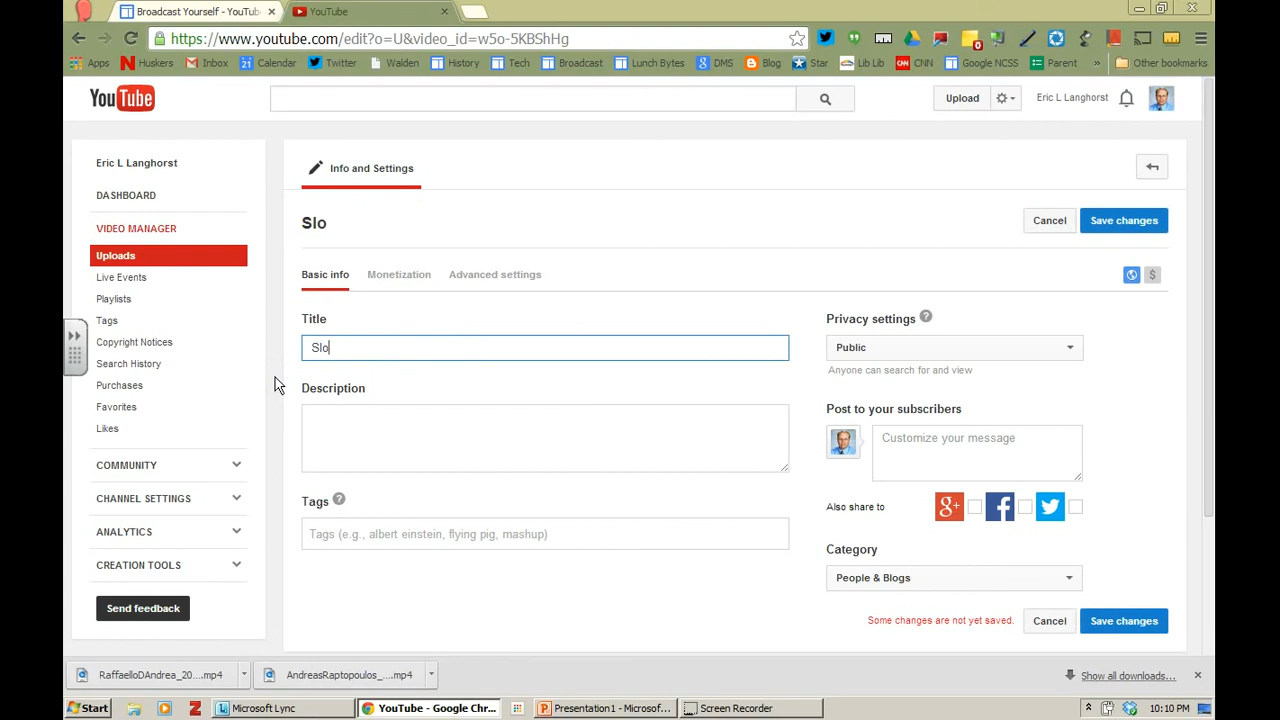 Broadcast Yourself - YouTu
YouTube
https://www.youtube.com/edit?o=U&video_id=w5o-5KBShHg
Apps
Huskers
Inbox
Calendar
Twitter
Walden
History
Tech
Broadcast
Lunch Bytes
DMS
Blog
Star
Lib Lib
CNN
Google NCSS
Parent
»
Other bookmarks
YouTube
Upload
Eric L Langhorst
Eric L Langhorst
Info and Settings
DASHBOARD
VIDEO MANAGER
Slo
Cancel
Save changes
Uploads
Live Events
Basic info
Monetization
Advanced settings
$
Playlists
Tags
Title
Privacy settings ?
Copyright Notices
Slo
Public
Search History
Anyone can search for and view
Purchases
Description
Favorites
Post to your subscribers
Likes
Customize your message
COMMUNITY
CHANNEL SETTINGS
Tags ?
Also share to
g+
f
ANALYTICS
Tags (e.g., albert einstein, flying pig, mashup)
Category
CREATION TOOLS
People & Blogs
Send feedback
Some changes are not yet saved.
Cancel
Save changes
RaffaelloDAndrea_20....mp4
AndreasRaptopoulos_....mp4
Show all downloads...
Start
Z
Microsoft Lync
YouTube - Google Chr...
Presentation1 - Microsof...
Screen Recorder
10:10 PM